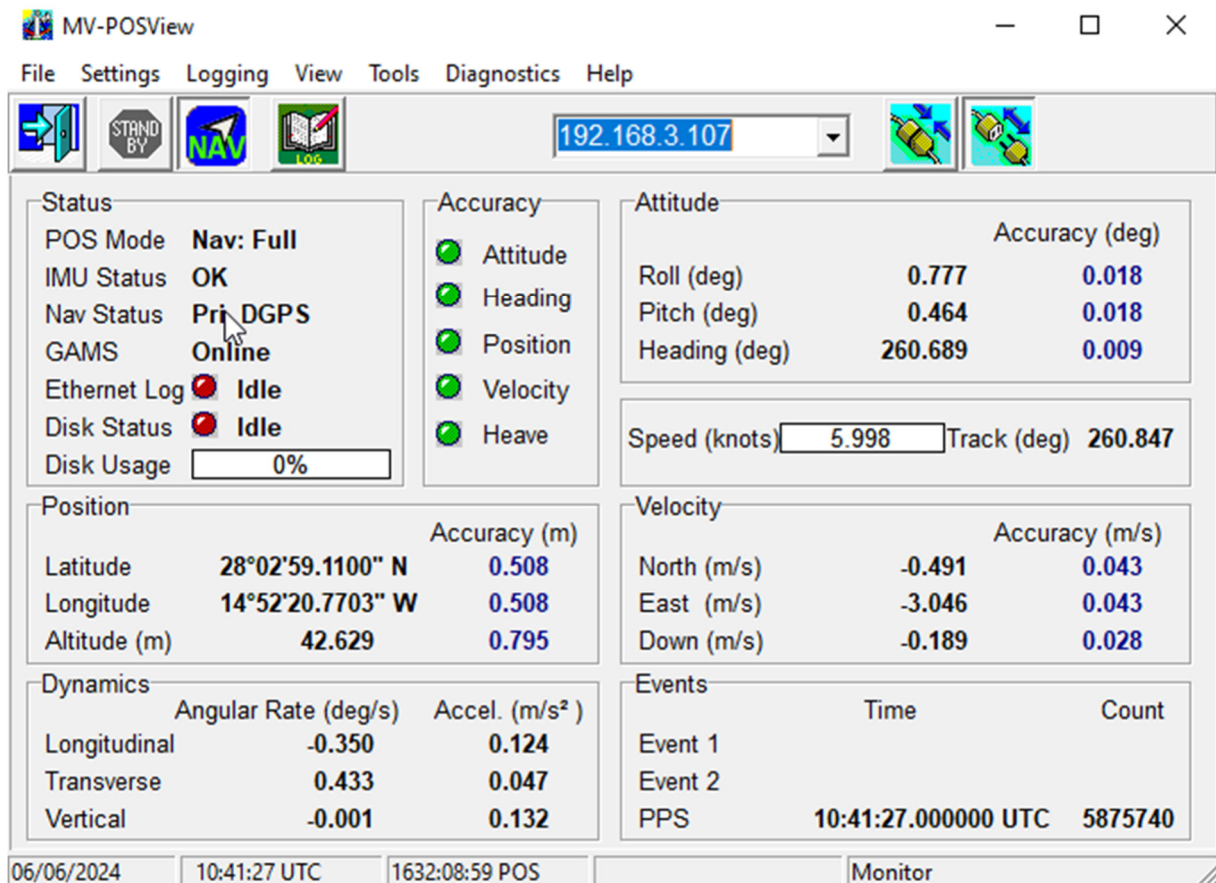 MV-POSView
File Settings Logging View Tools Diagnostics Help
STAND BY NAV LOG 192.168.3.107
Status
POS Mode Nav: Full
IMU Status OK
Nav Status Pri. DGPS
GAMS Online
Ethernet Log Idle
Disk Status Idle
Disk Usage 0%
Accuracy
Attitude
Heading
Position
Velocity
Heave
Attitude
Accuracy (deg)
Roll (deg) 0.777 0.018
Pitch (deg) 0.464 0.018
Heading (deg) 260.689 0.009
Speed (knots) 5.998 Track (deg) 260.847
Position
Accuracy (m)
Latitude 28°02'59.1100" N 0.508
Longitude 14°52'20.7703" W 0.508
Altitude (m) 42.629 0.795
Velocity
Accuracy (m/s)
North (m/s) -0.491 0.043
East (m/s) -3.046 0.043
Down (m/s) -0.189 0.028
Dynamics
Angular Rate (deg/s) Accel. (m/s² )
Longitudinal -0.350 0.124
Transverse 0.433 0.047
Vertical -0.001 0.132
Events
Time Count
Event 1
Event 2
PPS 10:41:27.000000 UTC 5875740
06/06/2024 10:41:27 UTC 1632:08:59 POS Monitor